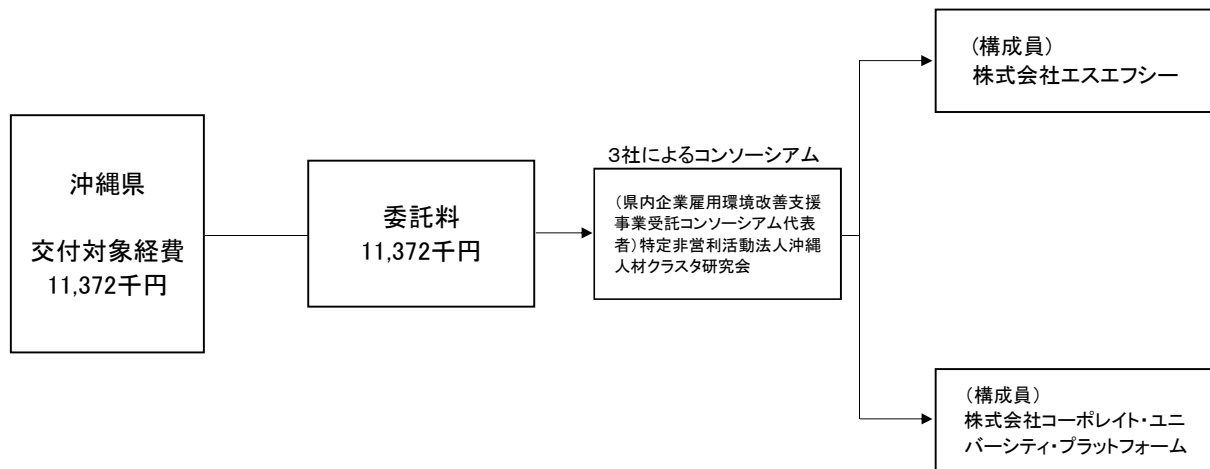 沖縄県
交付対象経費
11,372千円
委託料
11,372千円
３社によるコンソーシアム
(県内企業雇用環境改善支援
事業受託コンソーシアム代表
者)特定非営利活動法人沖縄
人材クラスタ研究会
(構成員)
株式会社エスエフシー
(構成員)
株式会社コーポレイト・ユニ
バーシティ・プラットフォーム